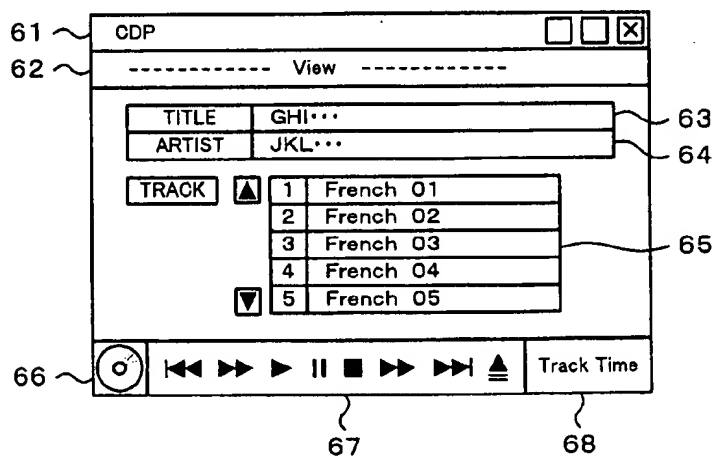 61 CDP
62 ------------ View ------------
TITLE GHI··· 63
ARTIST JKL··· 64
TRACK 1 French 01
2 French 02
3 French 03 65
4 French 04
5 French 05
66 Track Time
67 68